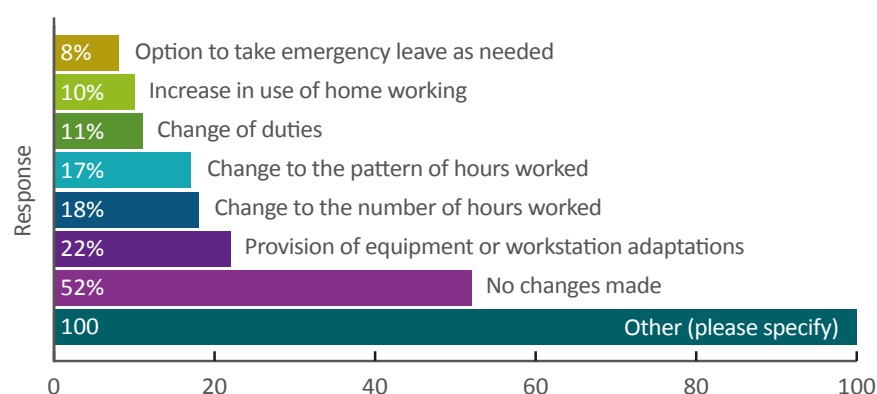 8% Option to take emergency leave as needed
10% Increase in use of home working
11% Change of duties
17% Change to the pattern of hours worked
18% Change to the number of hours worked
22% Provision of equipment or workstation adaptations
52% No changes made
100 Other (please specify)
Response
0 20 40 60 80 100